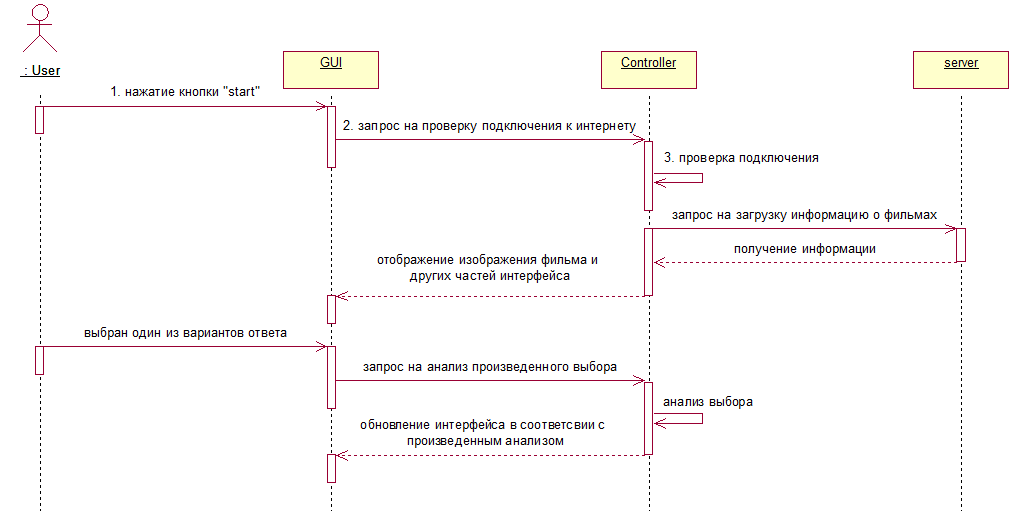 : User
GUI
Controller
server
1. нажатие кнопки "start"
2. запрос на проверку подключения к интернету
3. проверка подключения
запрос на загрузку информацию о фильмах
получение информации
отображение изображения фильма и
других частей интерфейса
выбран один из вариантов ответа
запрос на анализ произведенного выбора
анализ выбора
обновление интерфейса в соответсвии с
произведенным анализом